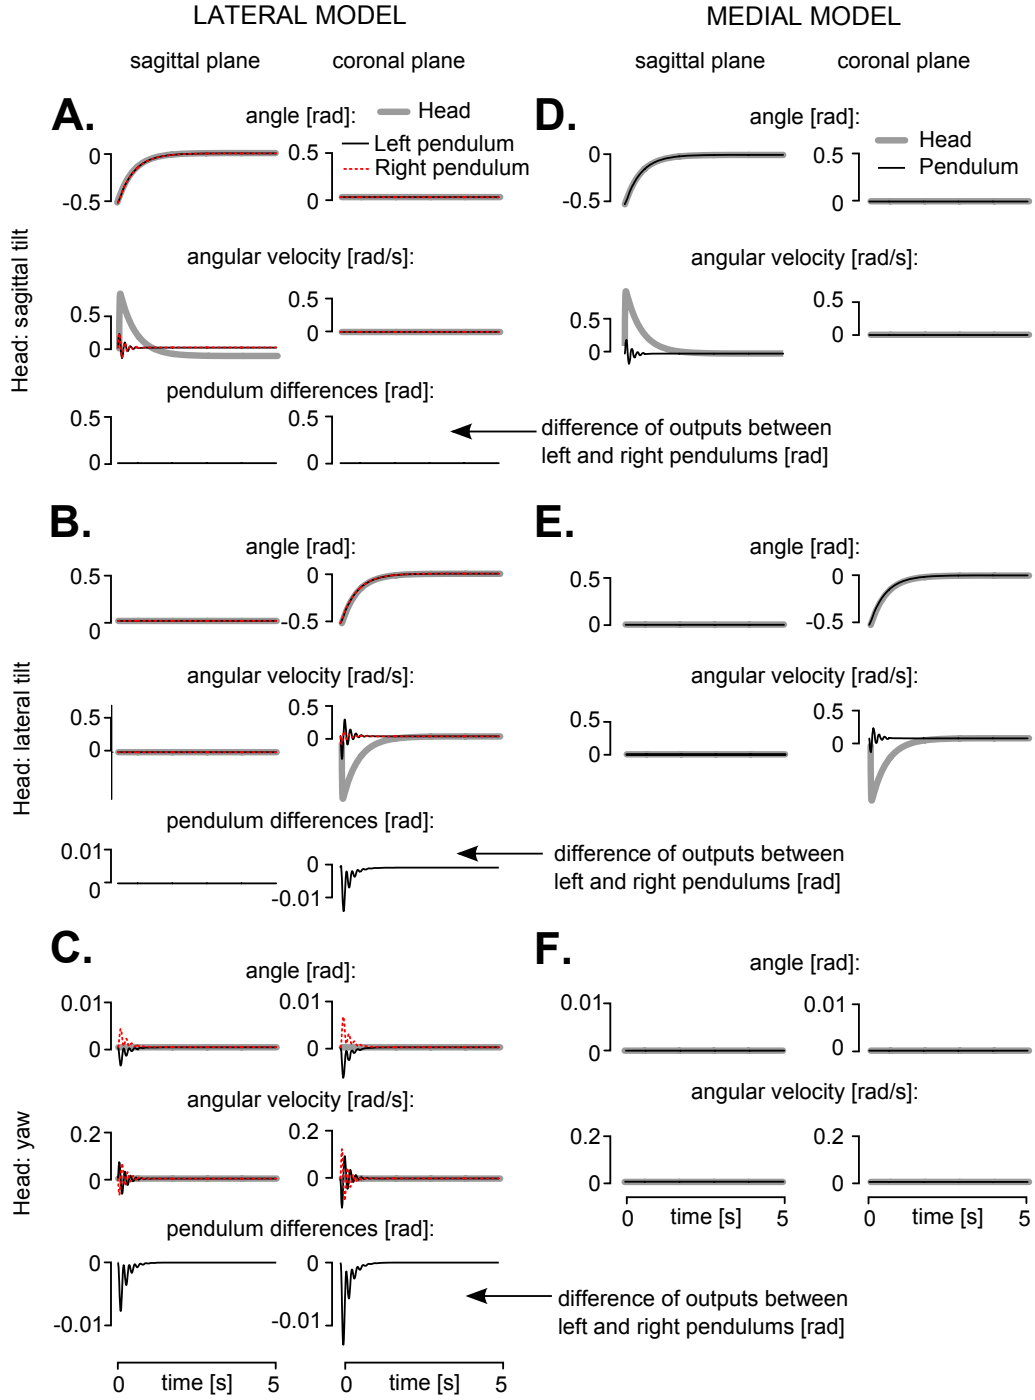 LATERAL MODEL
MEDIAL MODEL
sagittal plane
coronal plane
sagittal plane
coronal plane
Head: sagittal tilt
A.
angle [rad]:
Head
Left pendulum
Right pendulum
0
-0.5
0.5
0
angular velocity [rad/s]:
0.5
0
0.5
0
pendulum differences [rad]:
0.5
0
0.5
0
difference of outputs between
left and right pendulums [rad]
D.
angle [rad]:
Head
Pendulum
0
-0.5
0.5
0
angular velocity [rad/s]:
0.5
0
0.5
0
Head: lateral tilt
B.
angle [rad]:
0.5
0
0
-0.5
angular velocity [rad/s]:
0.5
0
0.5
0
pendulum differences [rad]:
0.01
0
0
-0.01
difference of outputs between
left and right pendulums [rad]
E.
angle [rad]:
0.5
0
0
-0.5
angular velocity [rad/s]:
0.5
0
0.5
0
Head: yaw
C.
angle [rad]:
0.01
0
0.01
0
angular velocity [rad/s]:
0.2
0
0.2
0
pendulum differences [rad]:
0
-0.01
0
-0.01
difference of outputs between
left and right pendulums [rad]
0
time [s]
5
0
time [s]
5
F.
angle [rad]:
0.01
0
0.01
0
angular velocity [rad/s]:
0.2
0
0.2
0
0
time [s]
5
0
time [s]
5